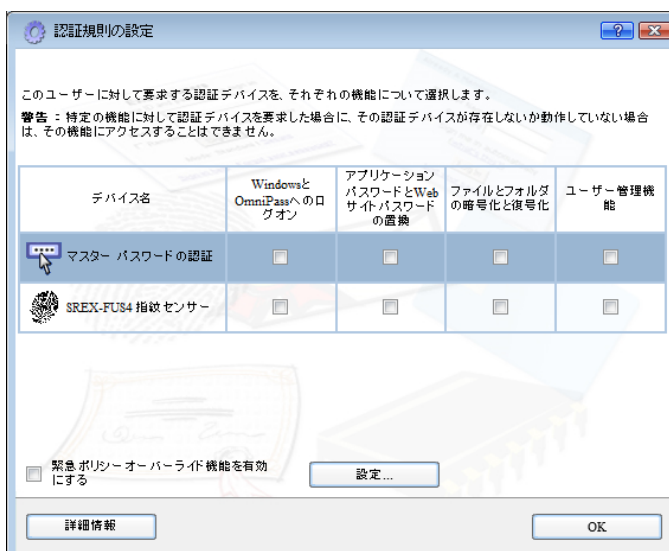 認証規則の設定
このユーザーに対して要求する認証デバイスを、それぞれの機能について選択します。
警告 : 特定の機能に対して認証デバイスを要求した場合に、その認証デバイスが存在しないか動作していない場合
は、その機能にアクセスすることはできません。
デバイス名
Windowsと
OmniPassへのロ
グオン
アプリケーション
パスワードとWeb
サイトパスワード
の置換
ファイルとフォルダ
の暗号化と復号化
ユーザー管理機
能
マスター パスワードの認証
SREX-FUS4 指紋センサー
緊急ポリシーオーバーライド機能を有効
にする
設定...
詳細情報
OK